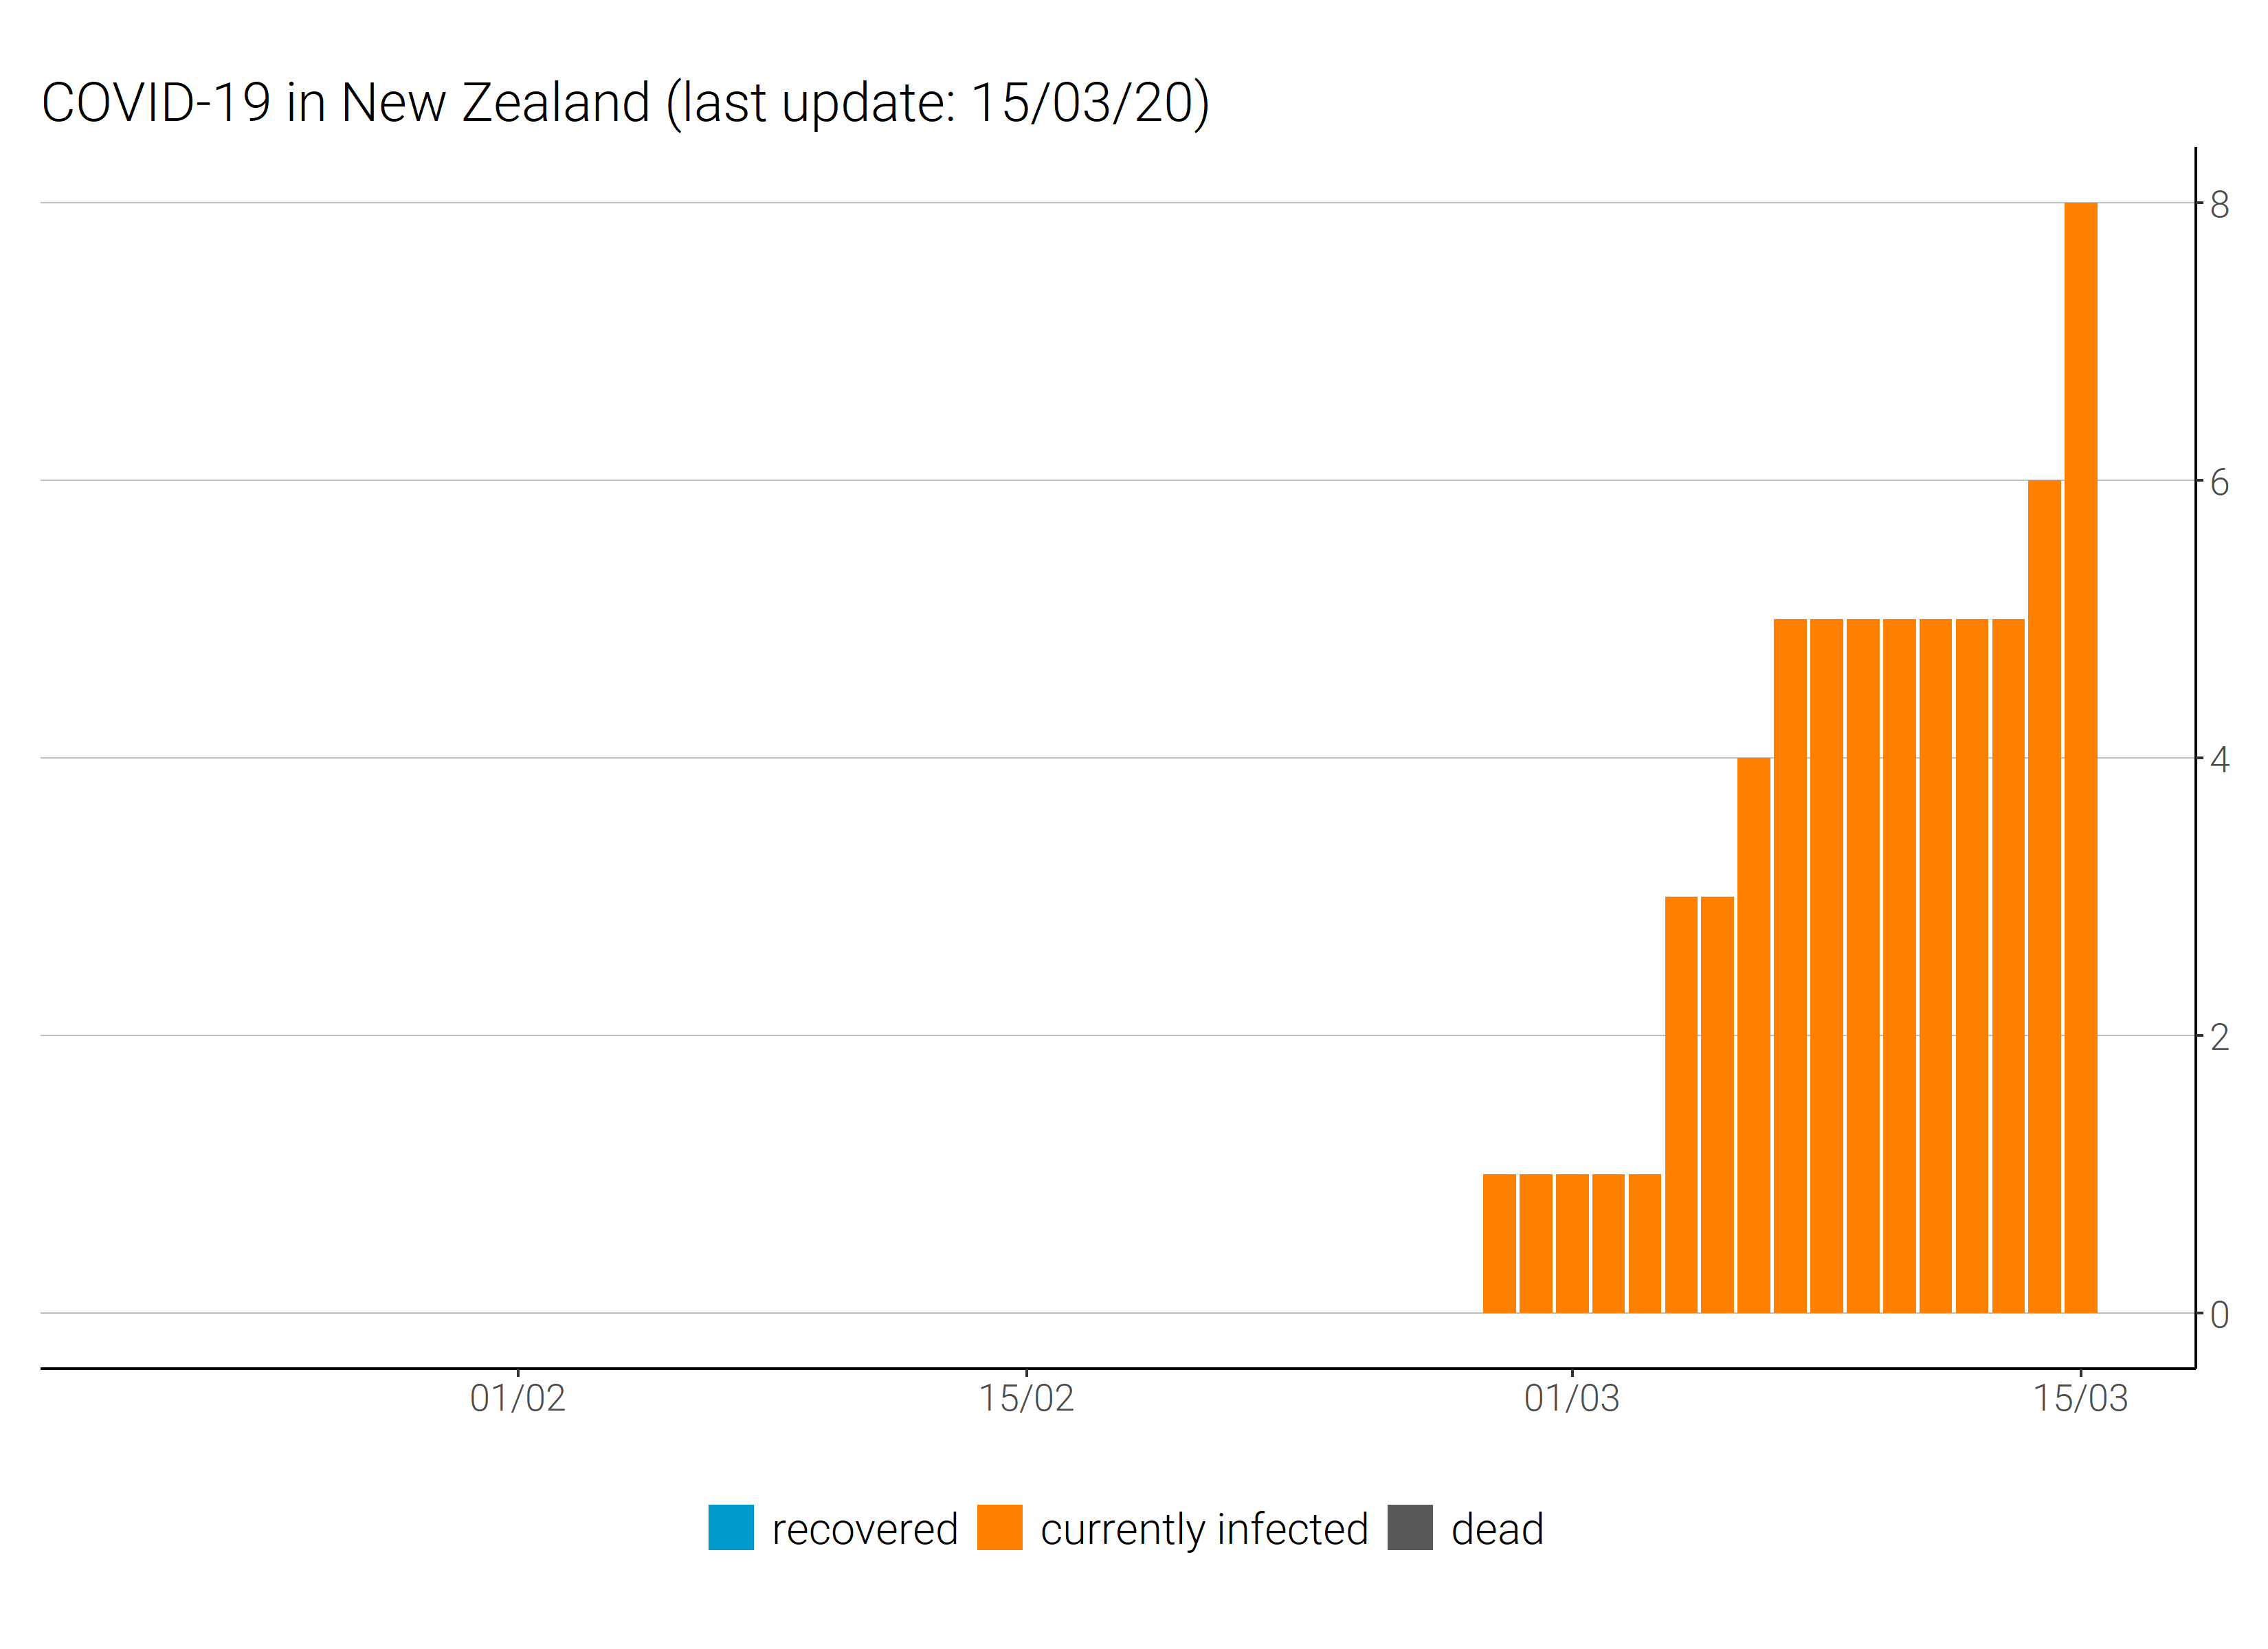 COVID-19 in New Zealand (last update: 15/03/20)
8
6
4
2
0
01/02 15/02 01/03 15/03
recovered currently infected dead